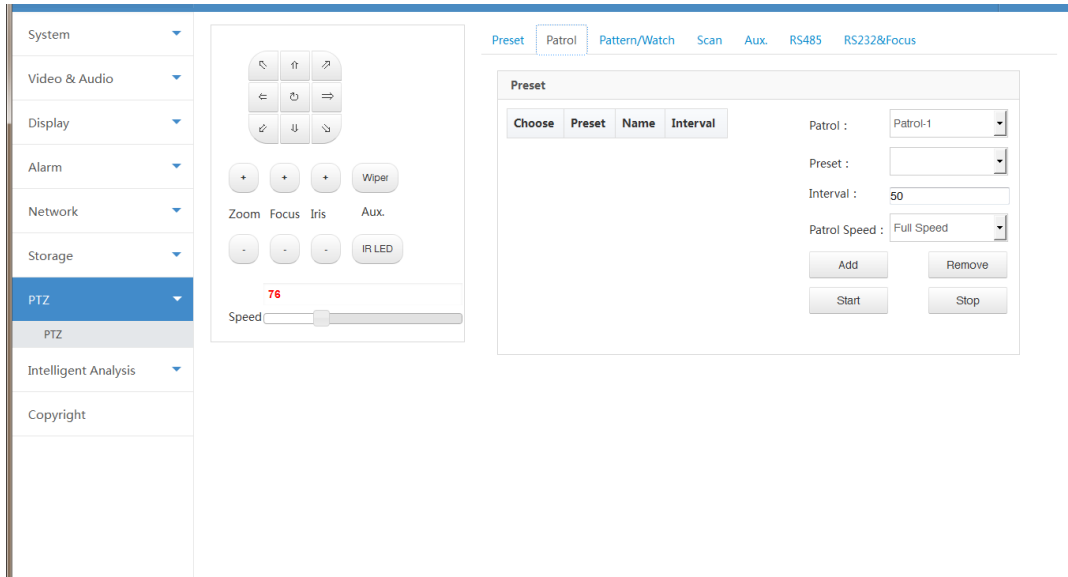 System
Video & Audio
Display
Alarm
Network
Storage
PTZ
PTZ
Intelligent Analysis
Copyright
+ + + Wiper
Zoom Focus Iris Aux.
- - - IR LED
76
Speed
Preset Patrol Pattern/Watch Scan Aux. RS485 RS232&Focus
Preset
Choose Preset Name Interval
Patrol : Patrol-1
Preset :
Interval : 50
Patrol Speed : Full Speed
Add Remove
Start Stop